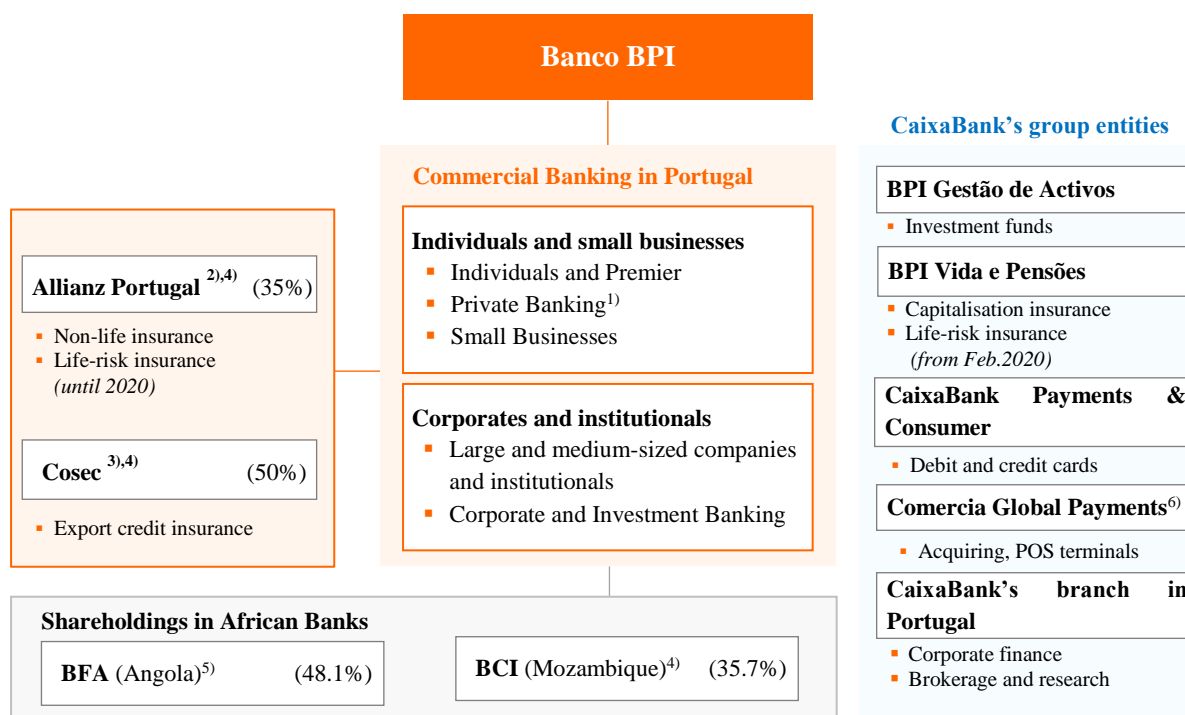 Banco BPI
Commercial Banking in Portugal
Individuals and small businesses
▪ Individuals and Premier
▪ Private Banking1)
▪ Small Businesses
Corporates and institutionals
▪ Large and medium-sized companies
and institutionals
▪ Corporate and Investment Banking
Allianz Portugal 2),4) (35%)
▪ Non-life insurance
▪ Life-risk insurance
(until 2020)
Cosec 3),4) (50%)
▪ Export credit insurance
Shareholdings in African Banks
BFA (Angola)5) (48.1%)
BCI (Mozambique)4) (35.7%)
CaixaBank’s group entities
BPI Gestão de Activos
▪ Investment funds
BPI Vida e Pensões
▪ Capitalisation insurance
▪ Life-risk insurance
(from Feb.2020)
CaixaBank Payments &
Consumer
▪ Debit and credit cards
Comercia Global Payments6)
▪ Acquiring, POS terminals
CaixaBank’s branch in
Portugal
▪ Corporate finance
▪ Brokerage and research